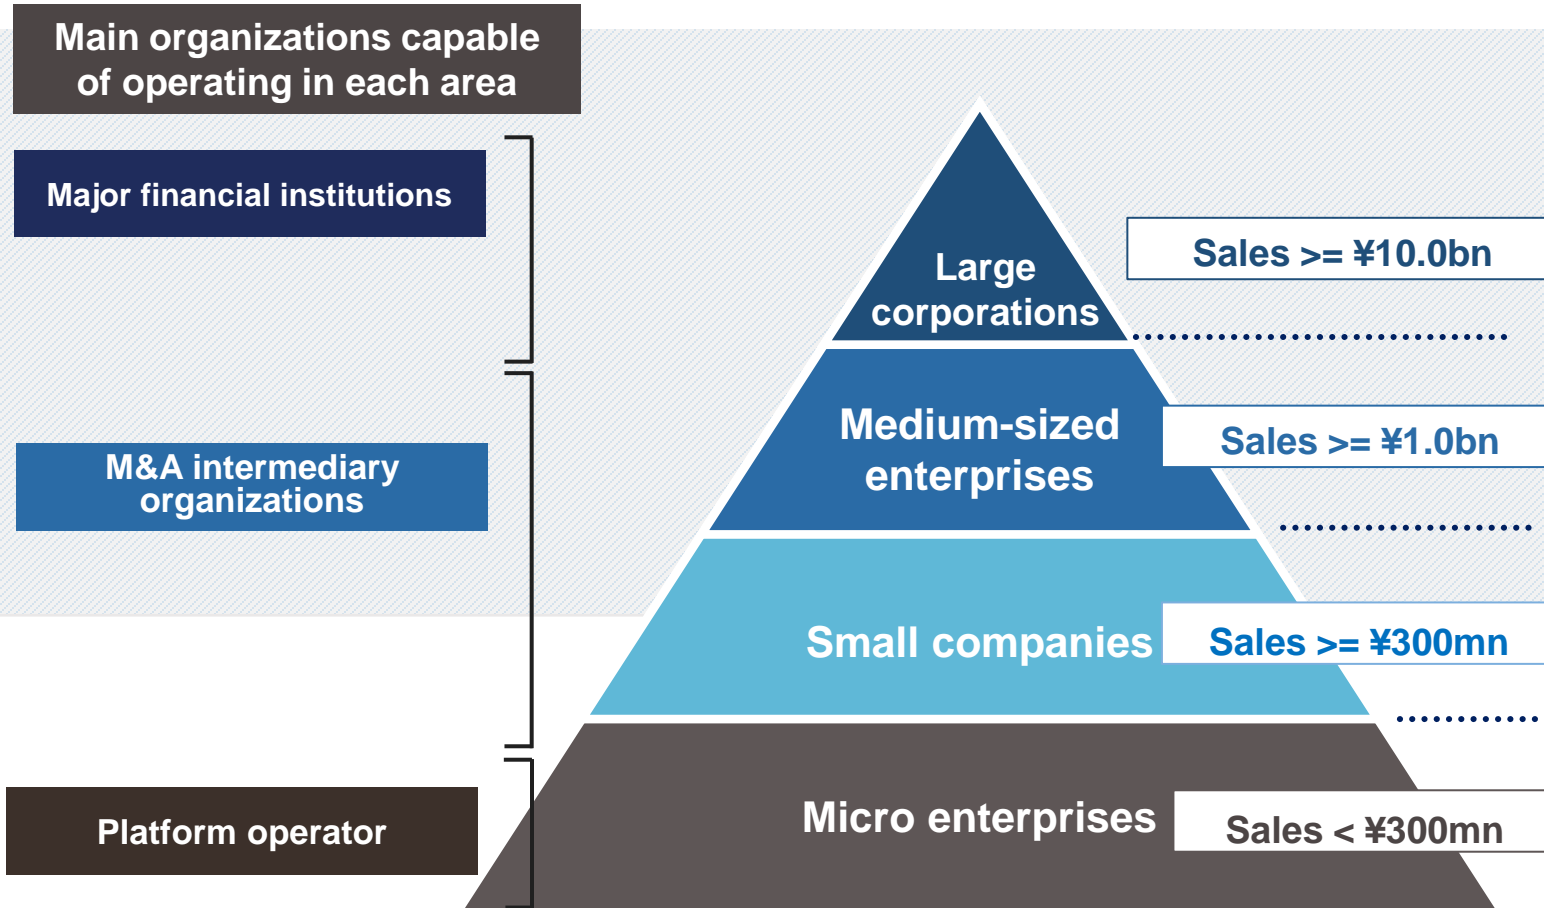 Main organizations capable
of operating in each area
Major financial institutions
Large
corporations
Sales >= ¥10.0bn
M&A intermediary
organizations
Medium-sized
enterprises
Sales >= ¥1.0bn
Small companies
Sales >= ¥300mn
Platform operator
Micro enterprises
Sales < ¥300mn